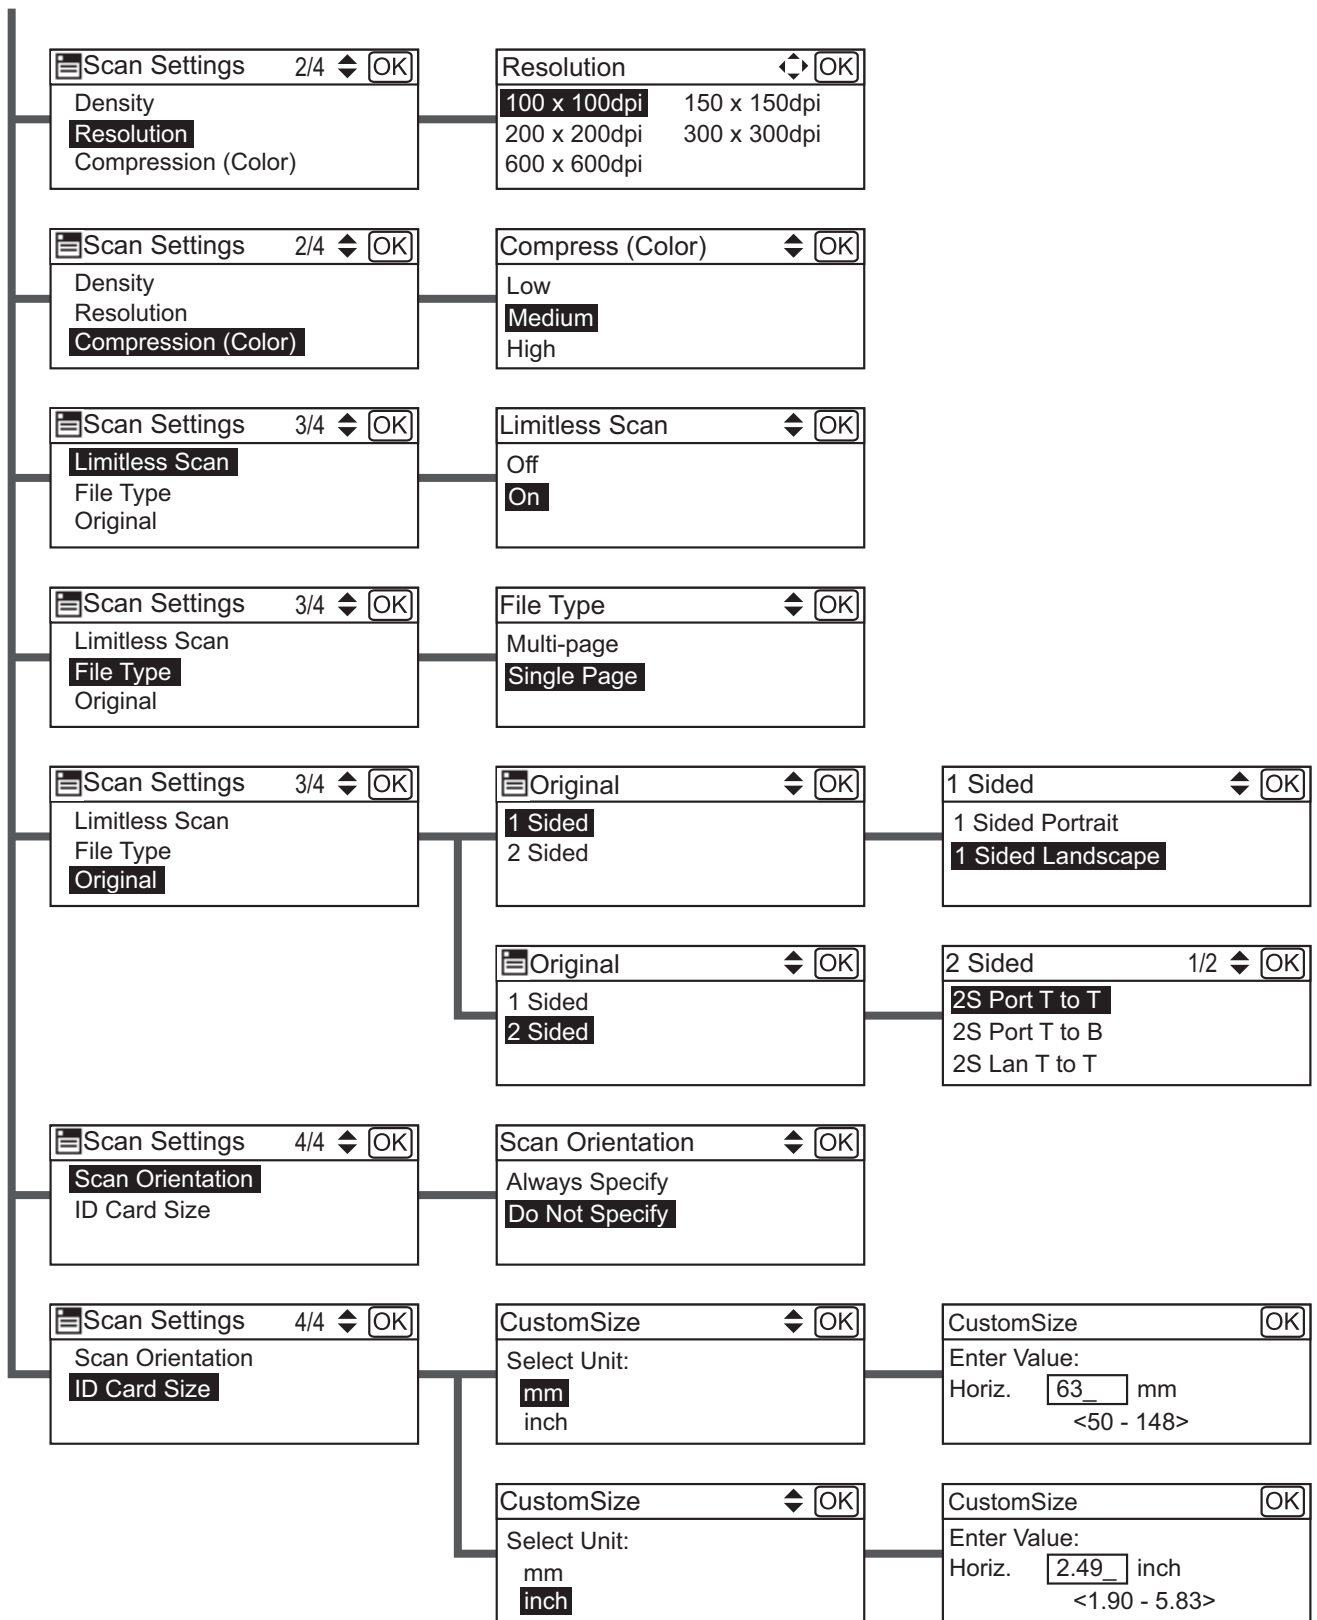 Scan Settings 2/4 OK
Density
Resolution
Compression (Color)
Resolution OK
100 x 100dpi 150 x 150dpi
200 x 200dpi 300 x 300dpi
600 x 600dpi
Scan Settings 2/4 OK
Density
Resolution
Compression (Color)
Compress (Color) OK
Low
Medium
High
Scan Settings 3/4 OK
Limitless Scan
File Type
Original
Limitless Scan OK
Off
On
Scan Settings 3/4 OK
Limitless Scan
File Type
Original
File Type OK
Multi-page
Single Page
Scan Settings 3/4 OK
Limitless Scan
File Type
Original
Original OK
1 Sided
2 Sided
1 Sided OK
1 Sided Portrait
1 Sided Landscape
Original OK
1 Sided
2 Sided
2 Sided 1/2 OK
2S Port T to T
2S Port T to B
2S Lan T to T
Scan Settings 4/4 OK
Scan Orientation
ID Card Size
Scan Orientation OK
Always Specify
Do Not Specify
Scan Settings 4/4 OK
Scan Orientation
ID Card Size
CustomSize OK
Select Unit:
mm
inch
CustomSize OK
Enter Value:
Horiz. 63_ mm
<50 - 148>
CustomSize OK
Select Unit:
mm
inch
CustomSize OK
Enter Value:
Horiz. 2.49_ inch
<1.90 - 5.83>